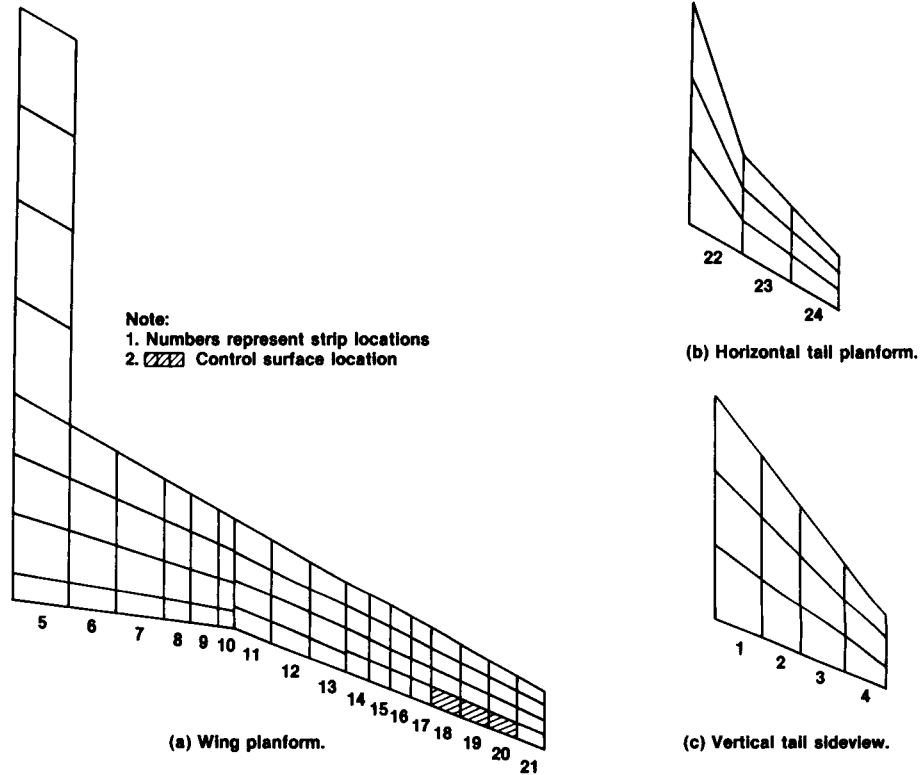 Note:
1. Numbers represent strip locations
2. Control surface location
5 6 7 8 9 10 11 12 13 14 15 16 17 18 19 20 21
(a) Wing planform.
22 23 24
(b) Horizontal tail planform.
1 2 3 4
(c) Vertical tail sideview.